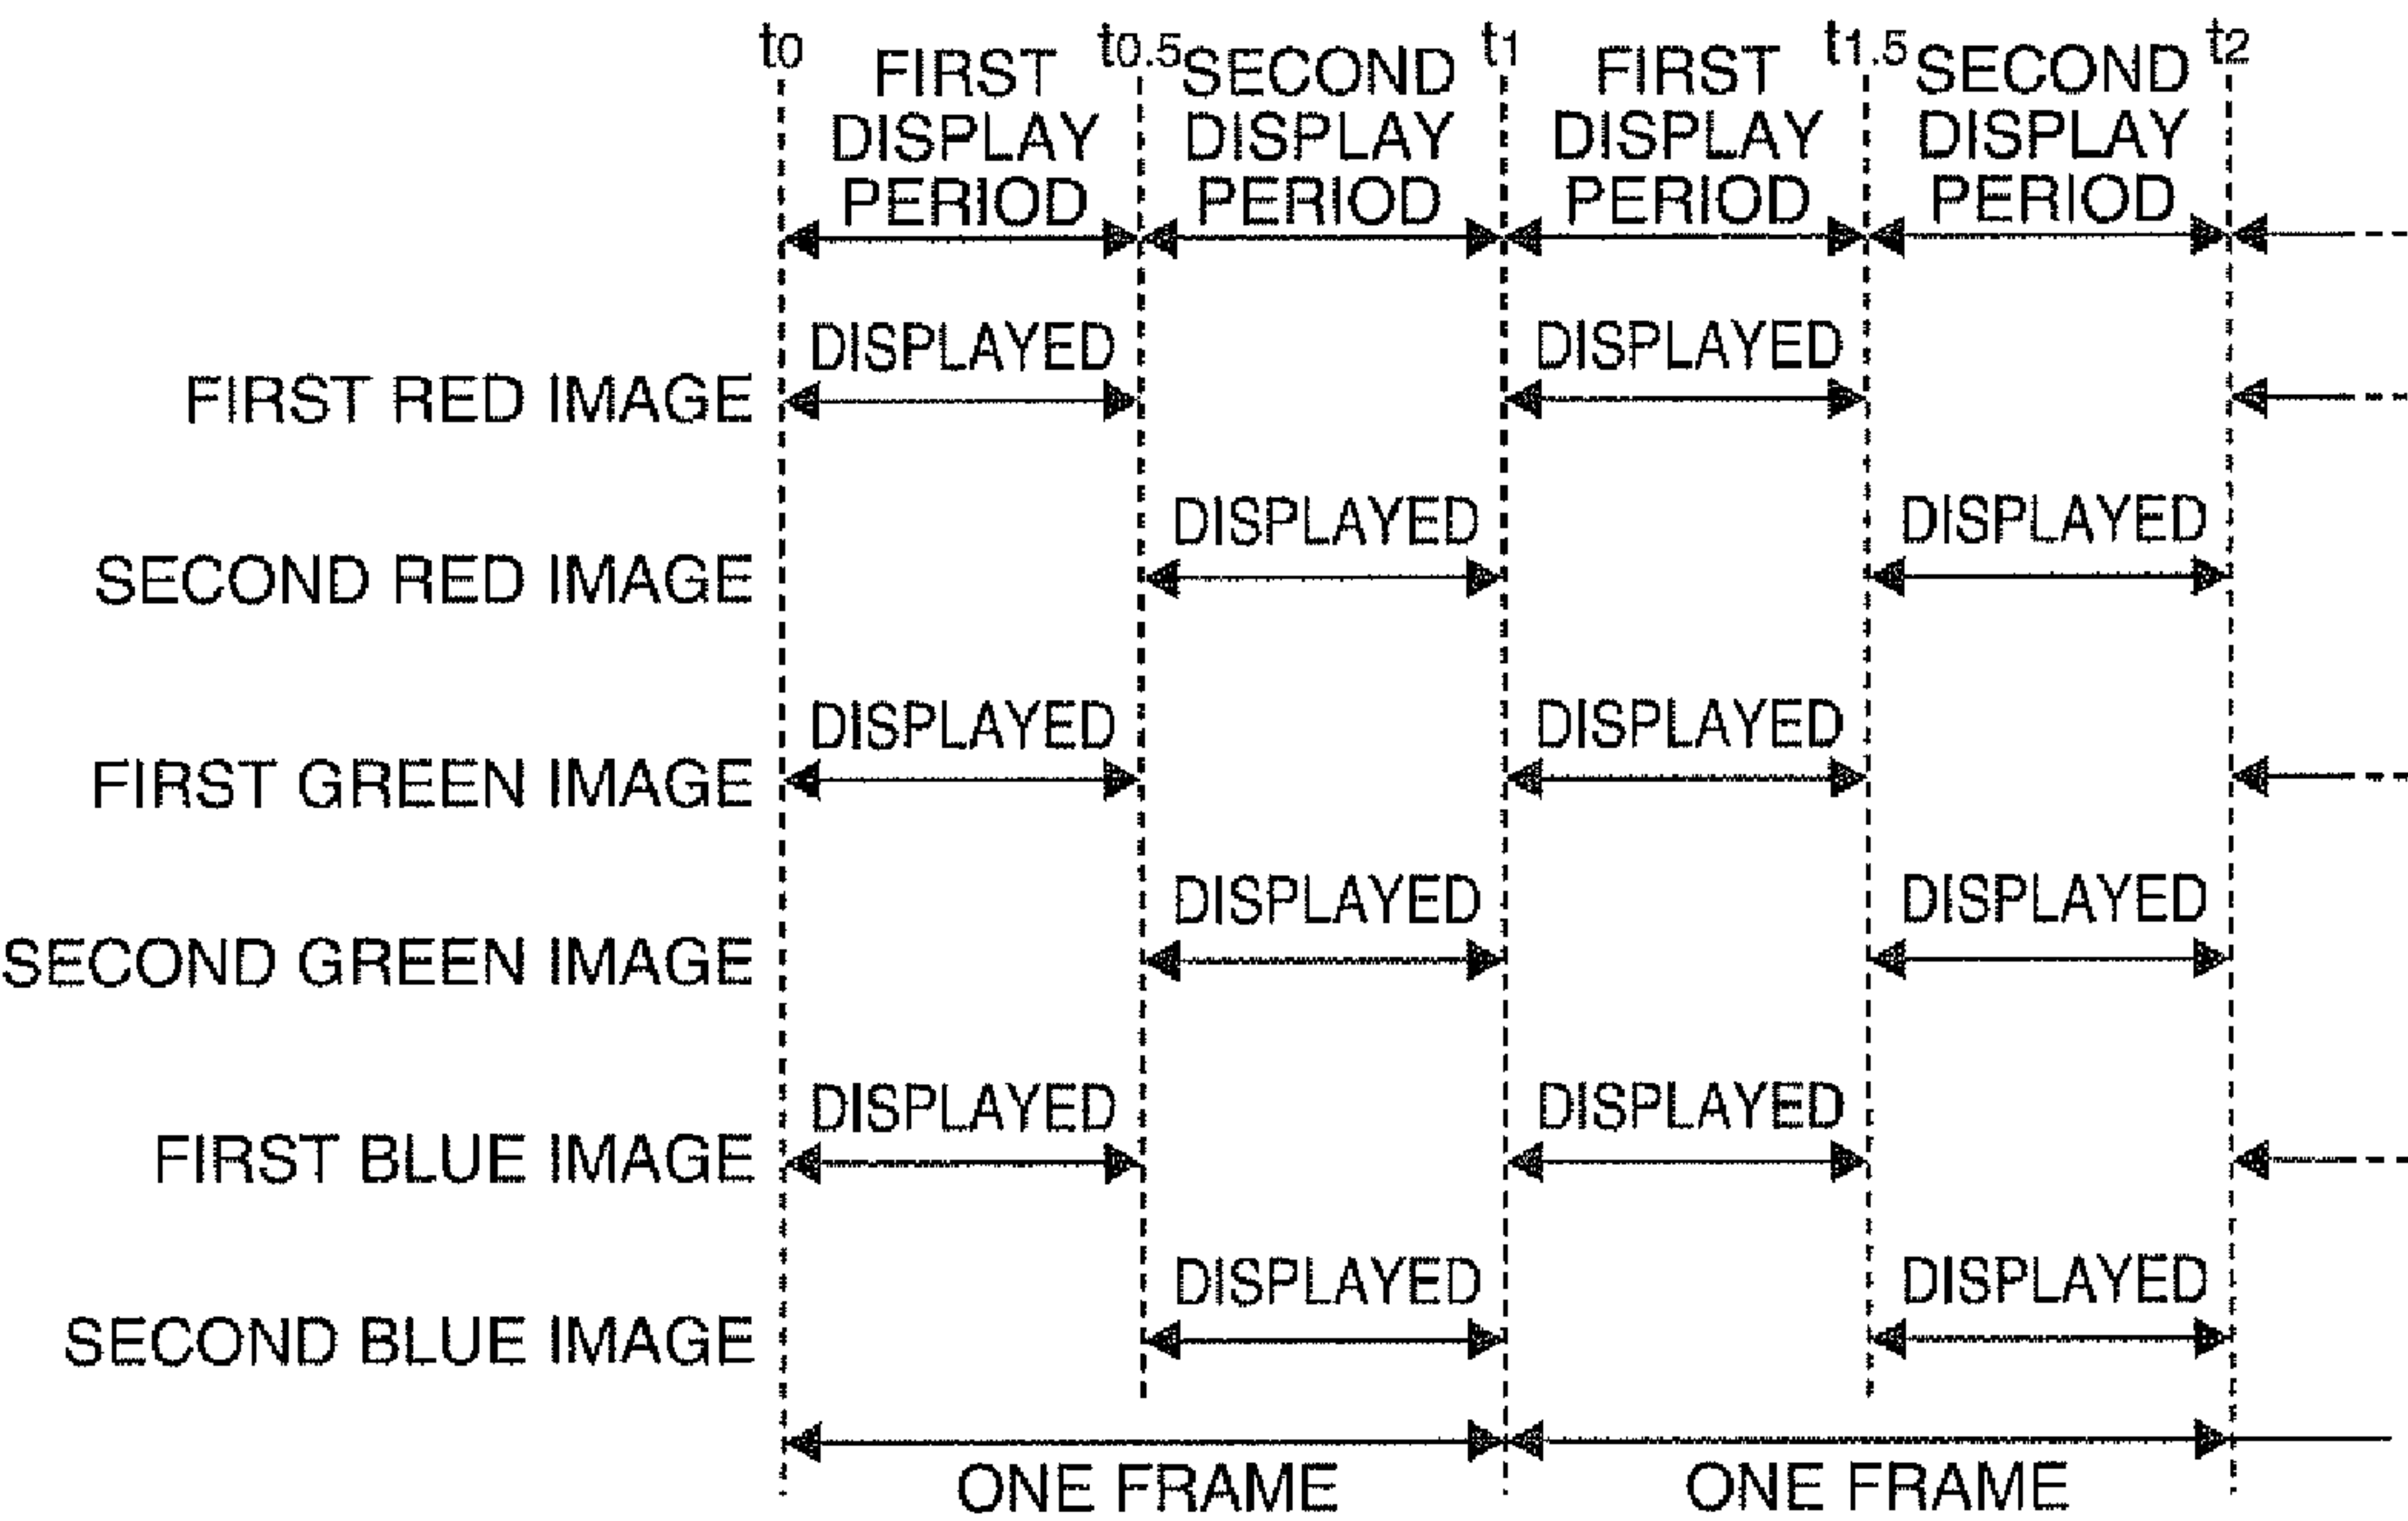 t0 t0.5 t1 t1.5 t2
FIRST SECOND FIRST SECOND
DISPLAY DISPLAY DISPLAY DISPLAY
PERIOD PERIOD PERIOD PERIOD
DISPLAYED DISPLAYED
FIRST RED IMAGE
DISPLAYED DISPLAYED
SECOND RED IMAGE
DISPLAYED DISPLAYED
FIRST GREEN IMAGE
DISPLAYED DISPLAYED
SECOND GREEN IMAGE
DISPLAYED DISPLAYED
FIRST BLUE IMAGE
DISPLAYED DISPLAYED
SECOND BLUE IMAGE
ONE FRAME ONE FRAME